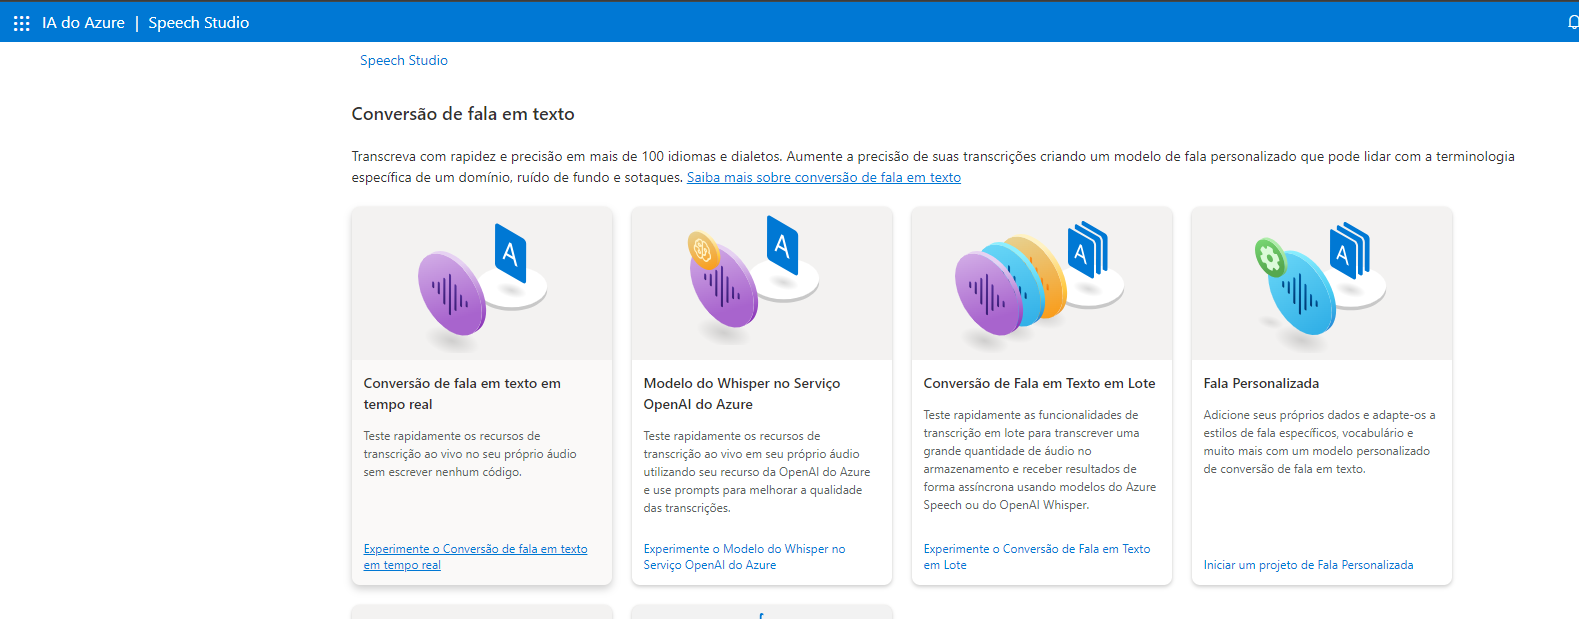 IA do Azure | Speech Studio
Speech Studio
Conversão de fala em texto
Transcreva com rapidez e precisão em mais de 100 idiomas e dialetos. Aumente a precisão de suas transcrições criando um modelo de fala personalizado que pode lidar com a terminologia
específica de um domínio, ruído de fundo e sotaques. Saiba mais sobre conversão de fala em texto
A
Conversão de fala em texto em
tempo real
Teste rapidamente os recursos de
transcrição ao vivo no seu próprio áudio
sem escrever nenhum código.
Experimente o Conversão de fala em texto
em tempo real
A
Modelo do Whisper no Serviço
OpenAI do Azure
Teste rapidamente os recursos de
transcrição ao vivo em seu próprio áudio
utilizando seu recurso da OpenAI do Azure
e use prompts para melhorar a qualidade
das transcrições.
Experimente o Modelo do Whisper no
Serviço OpenAI do Azure
A
Conversão de Fala em Texto em Lote
Teste rapidamente as funcionalidades de
transcrição em lote para transcrever uma
grande quantidade de áudio no
armazenamento e receber resultados de
forma assíncrona usando modelos do Azure
Speech ou do OpenAI Whisper.
Experimente o Conversão de Fala em Texto
em Lote
A
Fala Personalizada
Adicione seus próprios dados e adapte-os a
estilos de fala específicos, vocabulário e
muito mais com um modelo personalizado
de conversão de fala em texto.
Iniciar um projeto de Fala Personalizada